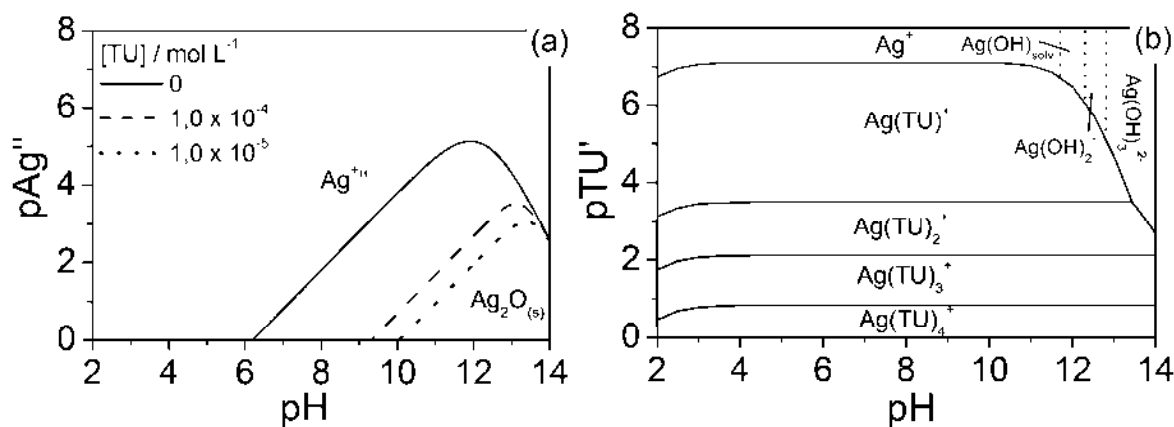 (a)
[TU] / mol L⁻¹
0
1,0 x 10⁻⁴
1,0 x 10⁻⁵
Ag⁺''
Ag₂O₍ₛ₎
pAg''
0
2
4
6
8
2 4 6 8 10 12 14
pH
(b)
Ag⁺
Ag(OH)solv
Ag(TU)'
Ag(OH)₂⁻
Ag(OH)₃²⁻
Ag(TU)₂'
Ag(TU)₃⁺
Ag(TU)₄⁺
pTU'
0
2
4
6
8
2 4 6 8 10 12 14
pH